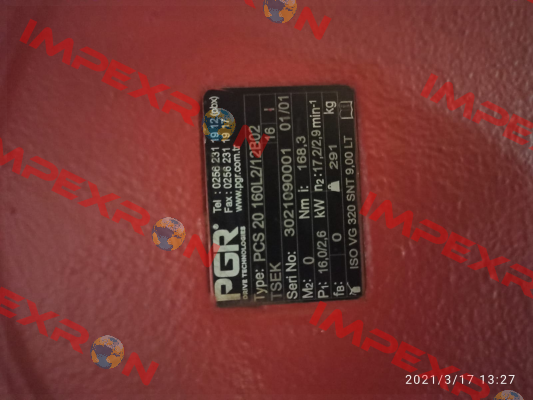 PGR
DRIVE TECHNOLOGIES
Tel : 0256 231 19 12 (pbx)
Fax : 0256 231 19 17
www.pgr.com.tr
Type: PCS 20 160L2/12B02
TSEK 16
Seri No: 3021090001 01/01
M2: 0 Nm i: 168,3
P1: 16,0/2,6 kW n2: 17,2/2,9 min-1
fB: 0 291 kg
ISO VG 320 SNT 9,00 LT
IMPEXRON
IMPEXRON
IMPEXRON
IMPEXRON
IMPEXRON
2021/3/17 13:27